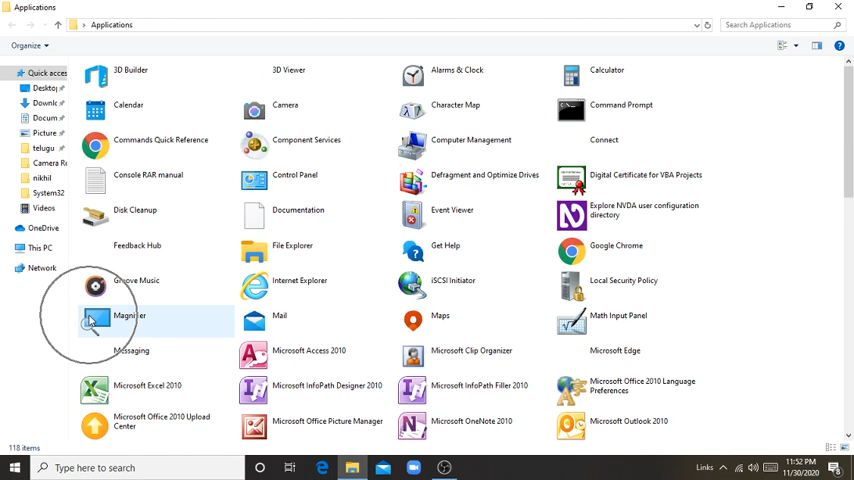 Applications
Applications
Search Applications
Organize
Quick acces
Desktop
Downlc
Docum
Picture
telugu
Camera Ro
nikhil
System32
Videos
OneDrive
This PC
Network
3D Builder
3D Viewer
Alarms & Clock
Calculator
Calendar
Camera
Character Map
Command Prompt
Commands Quick Reference
Component Services
Computer Management
Connect
Console RAR manual
Control Panel
Defragment and Optimize Drives
Digital Certificate for VBA Projects
Disk Cleanup
Documentation
Event Viewer
Explore NVDA user configuration
directory
Feedback Hub
File Explorer
Get Help
Google Chrome
Groove Music
Internet Explorer
iSCSI Initiator
Local Security Policy
Magnifier
Mail
Maps
Math Input Panel
Messaging
Microsoft Access 2010
Microsoft Clip Organizer
Microsoft Edge
Microsoft Excel 2010
Microsoft InfoPath Designer 2010
Microsoft InfoPath Filler 2010
Microsoft Office 2010 Language
Preferences
Microsoft Office 2010 Upload
Center
Microsoft Office Picture Manager
Microsoft OneNote 2010
Microsoft Outlook 2010
118 items
Type here to search
Links
11:52 PM
11/30/2020
8